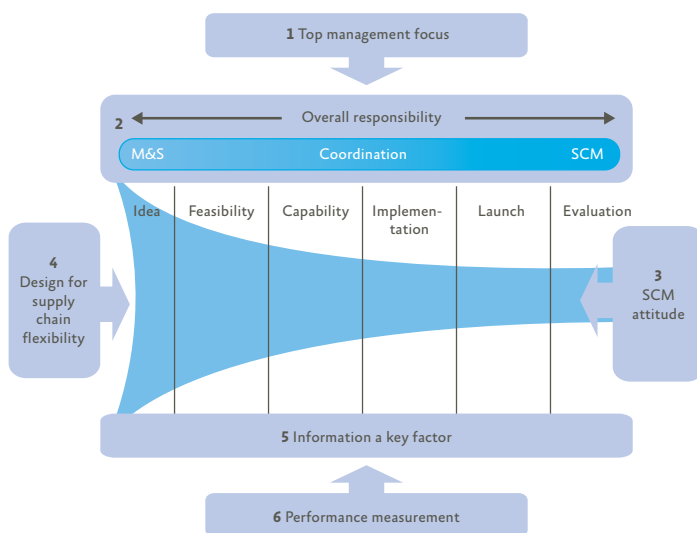 1 Top management focus
2
Overall responsibility
M&S Coordination SCM
Idea Feasibility Capability Implemen-
tation Launch Evaluation
4
Design for
supply
chain
flexibility
3
SCM
attitude
5 Information a key factor
6 Performance measurement